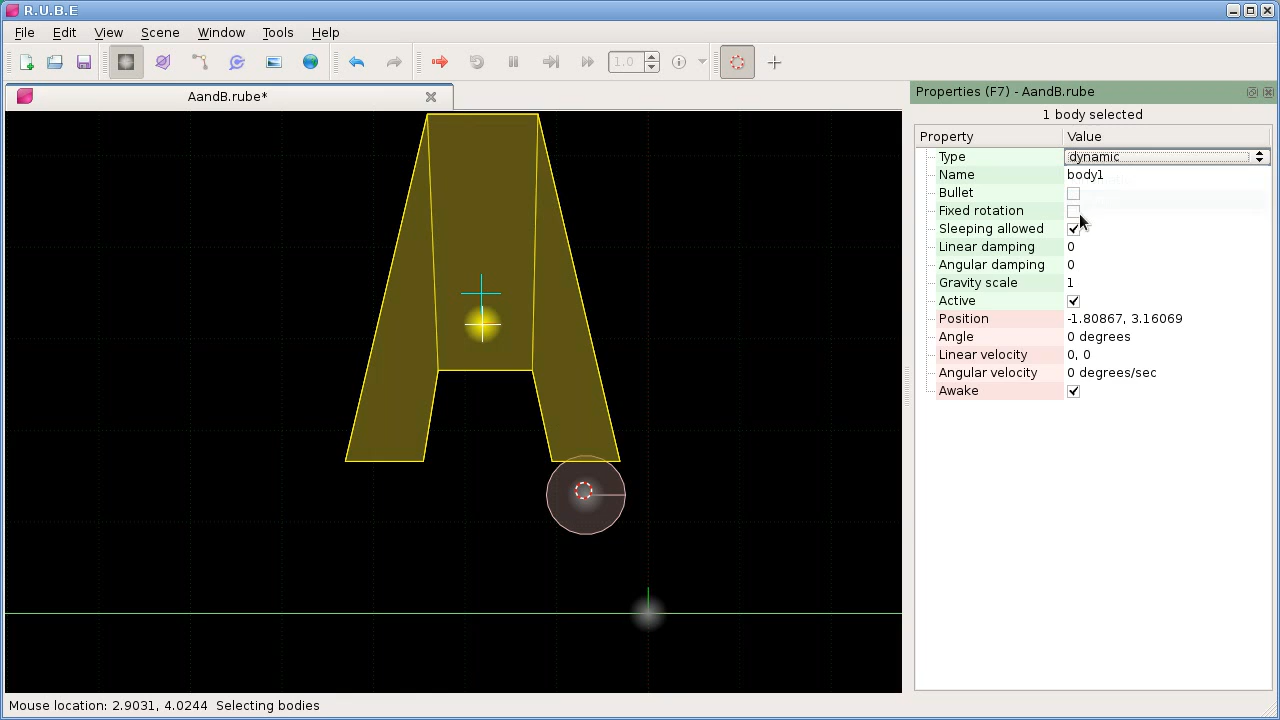 R.U.B.E
File Edit View Scene Window Tools Help
1.0
AandB.rube*
Properties (F7) - AandB.rube
1 body selected
Property Value
Type dynamic
Name body1
Bullet
Fixed rotation
Sleeping allowed
Linear damping 0
Angular damping 0
Gravity scale 1
Active
Position -1.80867, 3.16069
Angle 0 degrees
Linear velocity 0, 0
Angular velocity 0 degrees/sec
Awake
Mouse location: 2.9031, 4.0244 Selecting bodies